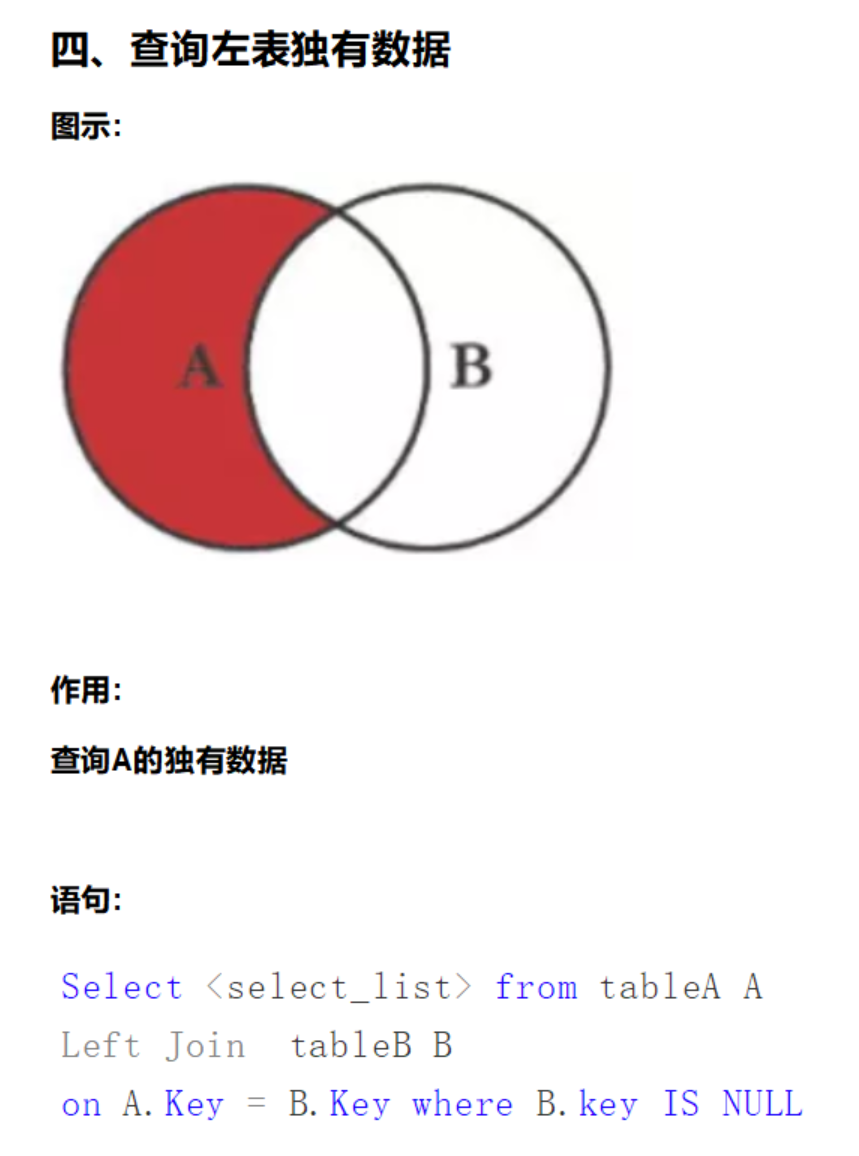 四、查询左表独有数据
图示：
A B
作用：
查询A的独有数据
语句：
Select <select_list> from tableA A
Left Join  tableB B
on A.Key = B.Key where B.key IS NULL